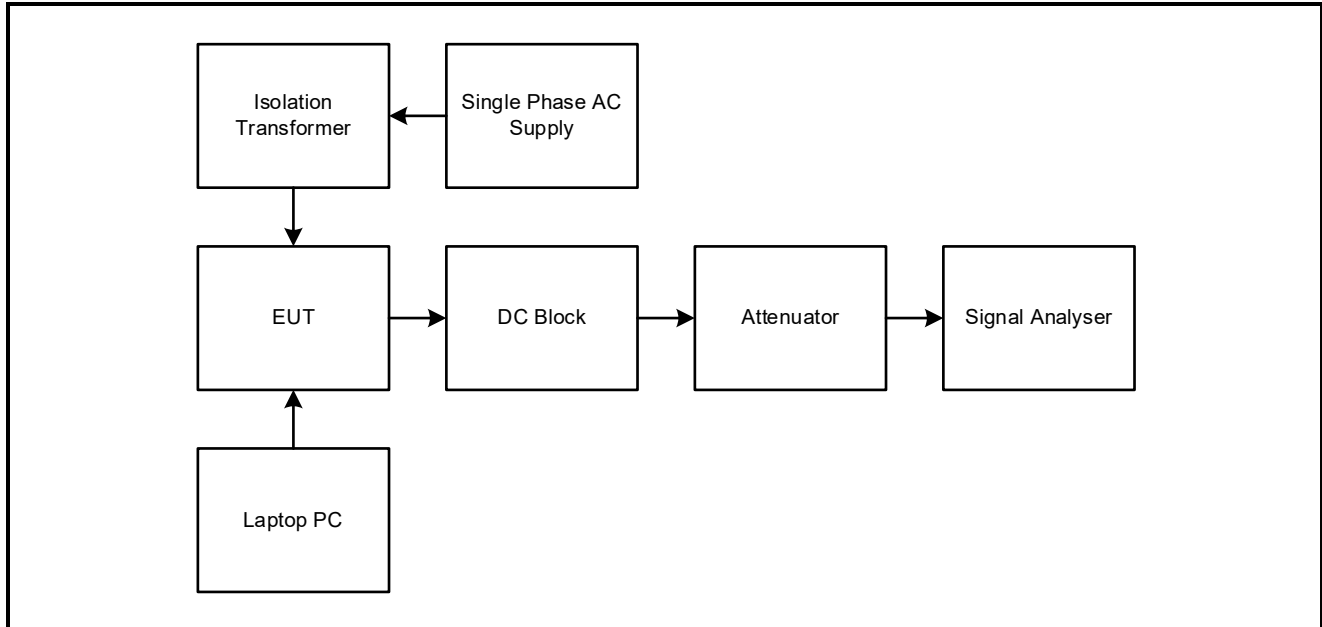 Isolation
Transformer
Single Phase AC
Supply
EUT
DC Block
Attenuator
Signal Analyser
Laptop PC